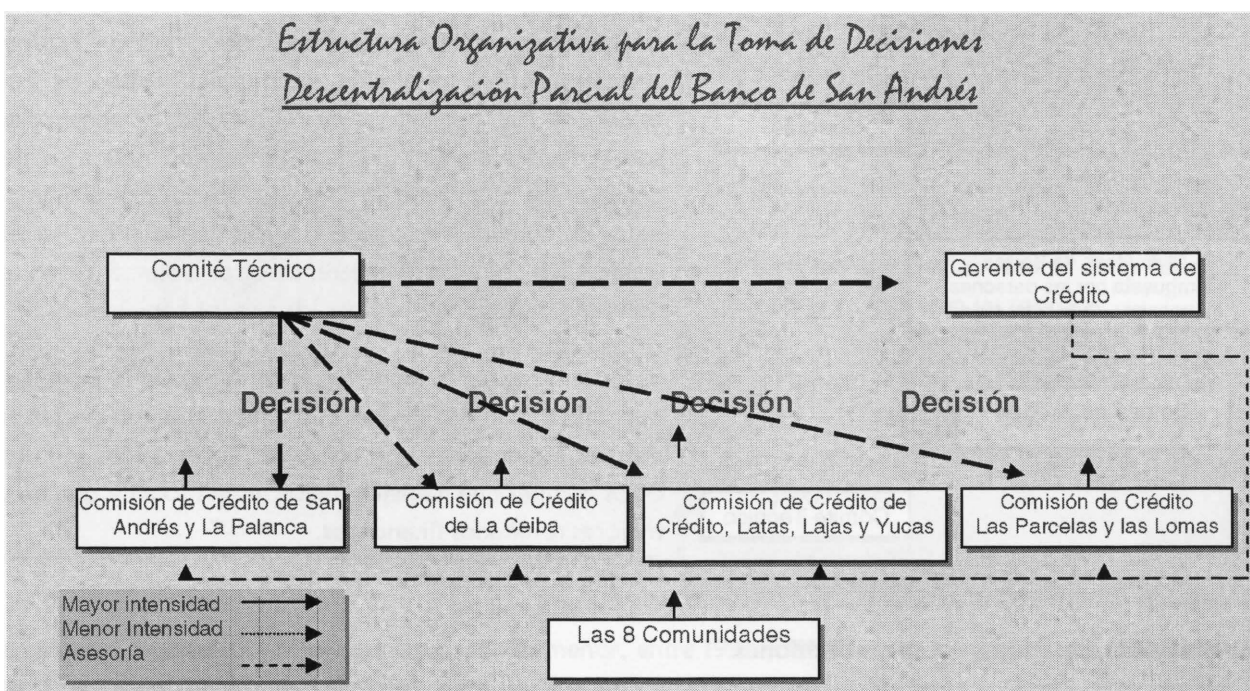 Estructura Organizativa para la Toma de Decisiones
Descentralización Parcial del Banco de San Andrés
Comité Técnico
Gerente del sistema de
Crédito
Decisión
Decisión
Decisión
Decisión
Comisión de Crédito de San
Andrés y La Palanca
Comisión de Crédito
de La Ceiba
Comisión de Crédito de
Crédito, Latas, Lajas y Yucas
Comisión de Crédito
Las Parcelas y las Lomas
Mayor intensidad
Menor Intensidad
Asesoría
Las 8 Comunidades